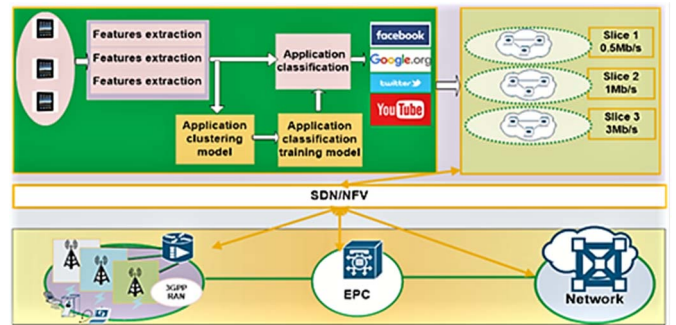 Features extraction
Features extraction
Features extraction
Application
classification
Application
clustering
model
Application
classification
training model
facebook
Google.org
twitter
YouTube
Slice 1
0.5Mb/s
Slice 2
1Mb/s
Slice 3
3Mb/s
SDN/NFV
3GPP
RAN
EPC
Network